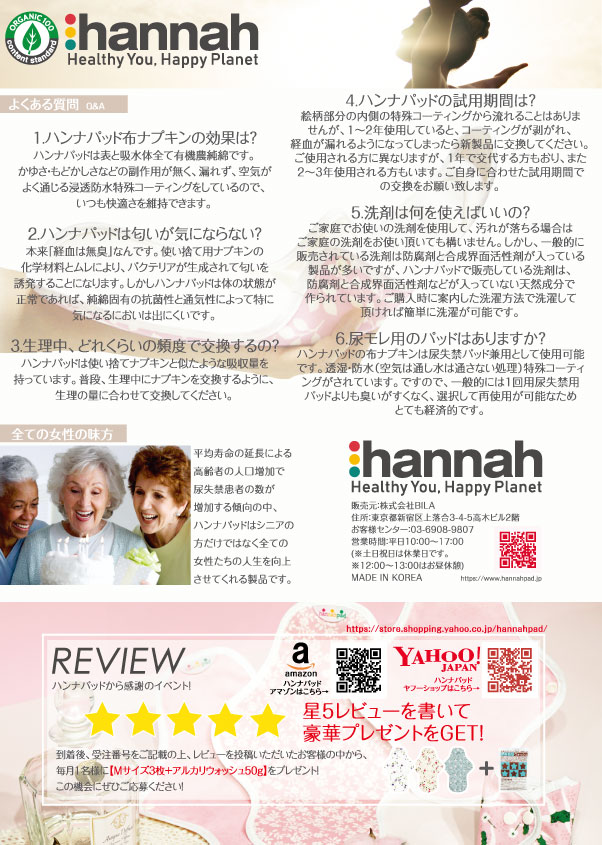 ORGANIC 100
content standard
hannah
Healthy You, Happy Planet
よくある質問 Q&A
1.ハンナパッド布ナプキンの効果は?
ハンナパッドは表と吸水体全て有機農純綿です。
かゆさ・もどかしさなどの副作用が無く、漏れず、空気が
よく通じる浸透防水特殊コーティングをしているので、
いつも快適さを維持できます。
2.ハンナパッドは匂いが気にならない?
本来「経血は無臭」なんです。使い捨て用ナプキンの
化学材料とムレにより、バクテリアが生成されて匂いを
誘発することになります。しかしハンナパッドは体の状態が
正常であれば、純綿固有の抗菌性と通気性によって特に
気になるにおいは出にくいです。
3.生理中、どれくらいの頻度で交換するの?
ハンナパッドは使い捨てナプキンと似たような吸収量を
持っています。普段、生理中にナプキンを交換するように、
生理の量に合わせて交換してください。
4.ハンナパッドの試用期間は?
絵柄部分の内側の特殊コーティングから流れることはありま
せんが、1～2年使用していると、コーティングが剥がれ、
経血が漏れるようになってしまったら新製品に交換してください。
ご使用される方に異なりますが、1年で交代する方もおり、また
2～3年使用される方もいます。ご自身に合わせた試用期間で
の交換をお願い致します。
5.洗剤は何を使えばいいの?
ご家庭でお使いの洗剤を使用して、汚れが落ちる場合は
ご家庭の洗剤をお使い頂いても構いません。しかし、一般的に
販売されている洗剤は防腐剤と合成界面活性剤が入っている
製品が多いですが、ハンナパッドで販売している洗剤は、
防腐剤と合成界面活性剤などが入っていない天然成分で
作られています。ご購入時に案内した洗濯方法で洗濯して
頂ければ簡単に洗濯が可能です。
6.尿モレ用のパッドはありますか?
ハンナパッドの布ナプキンは尿失禁パッド兼用として使用可能
です。透湿・防水(空気は通し水は通さない処理)特殊コーティ
ングがされています。ですので、一般的には1回用尿失禁用
パッドよりも臭いがすくなく、選択して再使用が可能なため
とても経済的です。
全ての女性の味方
平均寿命の延長による
高齢者の人口増加で
尿失禁患者の数が
増加する傾向の中、
ハンナパッドはシニアの
方だけではなく全ての
女性たちの人生を向上
させてくれる製品です。
hannah
Healthy You, Happy Planet
販売元:株式会社BILA
住所:東京都新宿区上落合3-4-5高木ビル2階
お客様センター:03-6908-9807
営業時間:平日10:00～17:00
(※土日祝日は休業日です。
※12:00～13:00はお昼休憩)
MADE IN KOREA
https://www.hannahpad.jp
https://store.shopping.yahoo.co.jp/hannahpad/
REVIEW
ハンナパッドから感謝のイベント!
a
amazon
ハンナパッド
アマゾンはこちら→
YAHOO!
JAPAN
ハンナパッド
ヤフーショップはこちら→
星5レビューを書いて
豪華プレゼントをGET!
到着後、受注番号をご記載の上、レビューを投稿いただいたお客様の中から、
毎月1名様に【Mサイズ3枚+アルカリウォッシュ50g】をプレゼント!
この機会にぜひご応募ください!
+